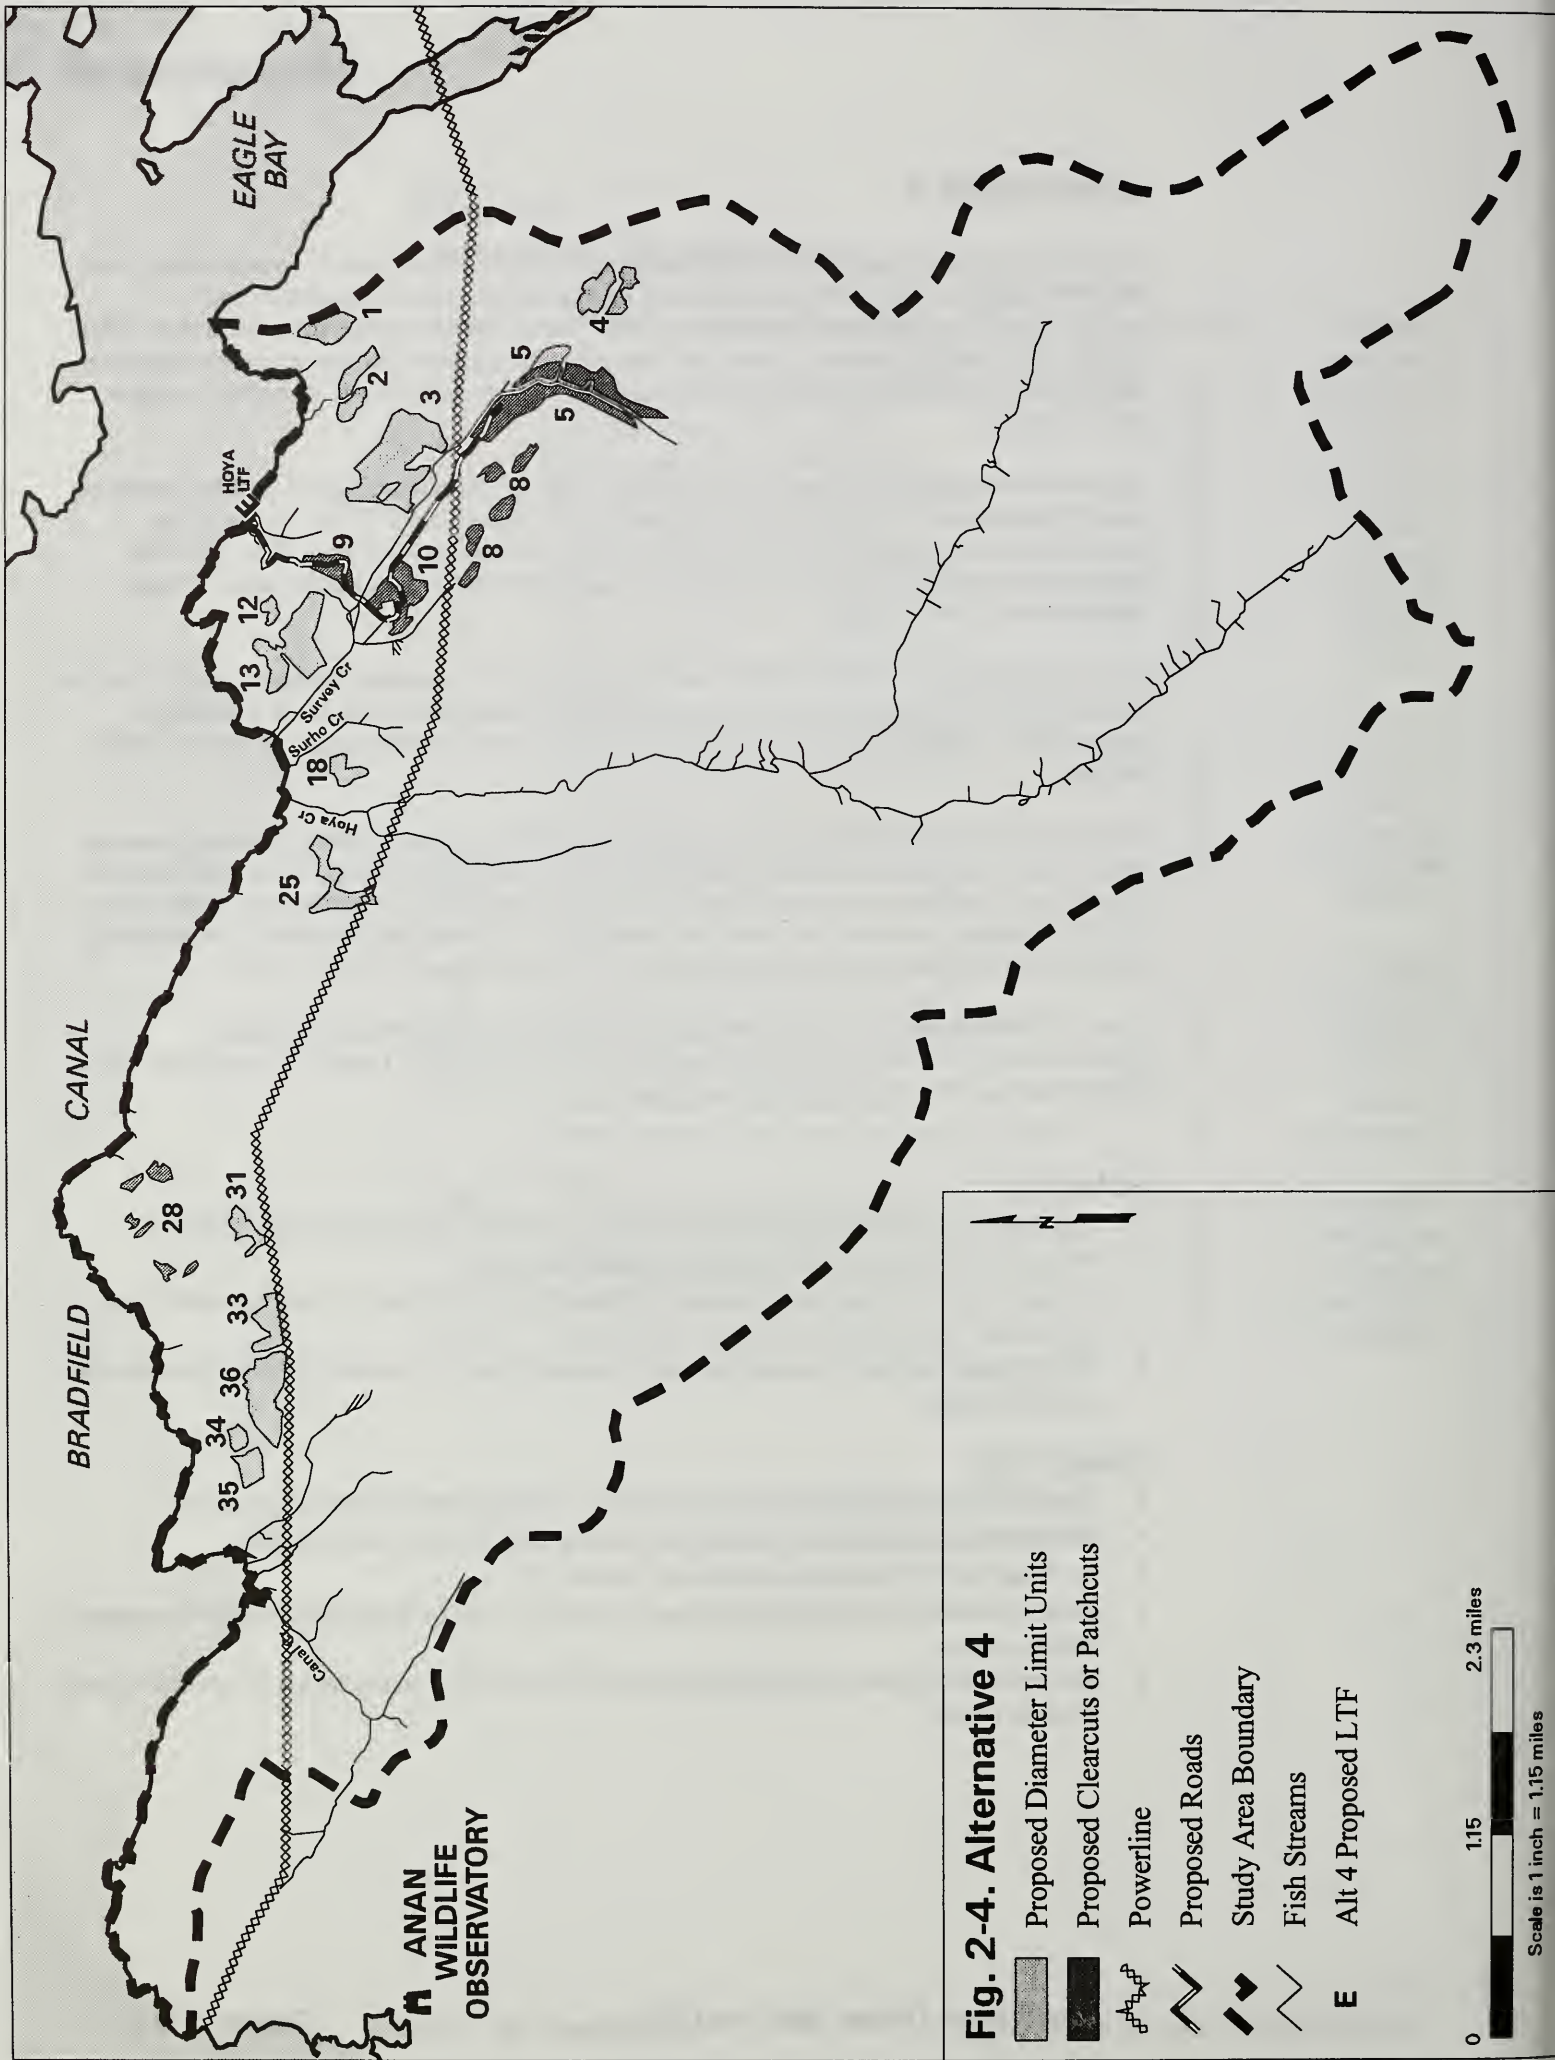 BRADFIELD CANAL
EAGLE
BAY
HOYA
LTF
1
2
3
4
5
5
8
8
9
10
12
13
18
25
28
31
33
36
34
35
Survey Cr
Surho Cr
Hoya Cr
Canal
ANAN
WILDLIFE
OBSERVATORY
N
Fig. 2-4. Alternative 4
Proposed Diameter Limit Units
Proposed Clearcuts or Patchcuts
Powerline
Proposed Roads
Study Area Boundary
Fish Streams
E Alt 4 Proposed LTF
0 1.15 2.3 miles
Scale is 1 inch = 1.15 miles